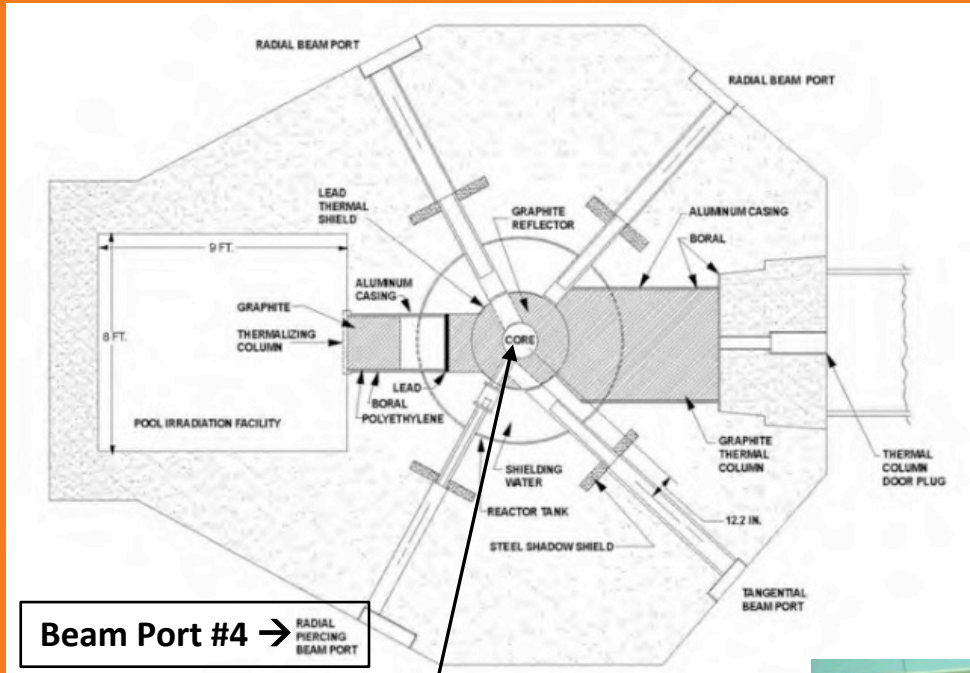 RADIAL BEAM PORT
RADIAL BEAM PORT
LEAD
THERMAL
SHIELD
GRAPHITE
REFLECTOR
ALUMINUM CASING
BORAL
9 FT.
ALUMINUM
CASING
GRAPHITE
THERMALIZING
COLUMN
8 FT.
CORE
LEAD
BORAL
POLYETHYLENE
POOL IRRADIATION FACILITY
SHIELDING
WATER
GRAPHITE
THERMAL
COLUMN
THERMAL
COLUMN
DOOR PLUG
REACTOR TANK
12.2 IN.
STEEL SHADOW SHIELD
TANGENTIAL
BEAM PORT
Beam Port #4 →
RADIAL
PIERCING
BEAM PORT